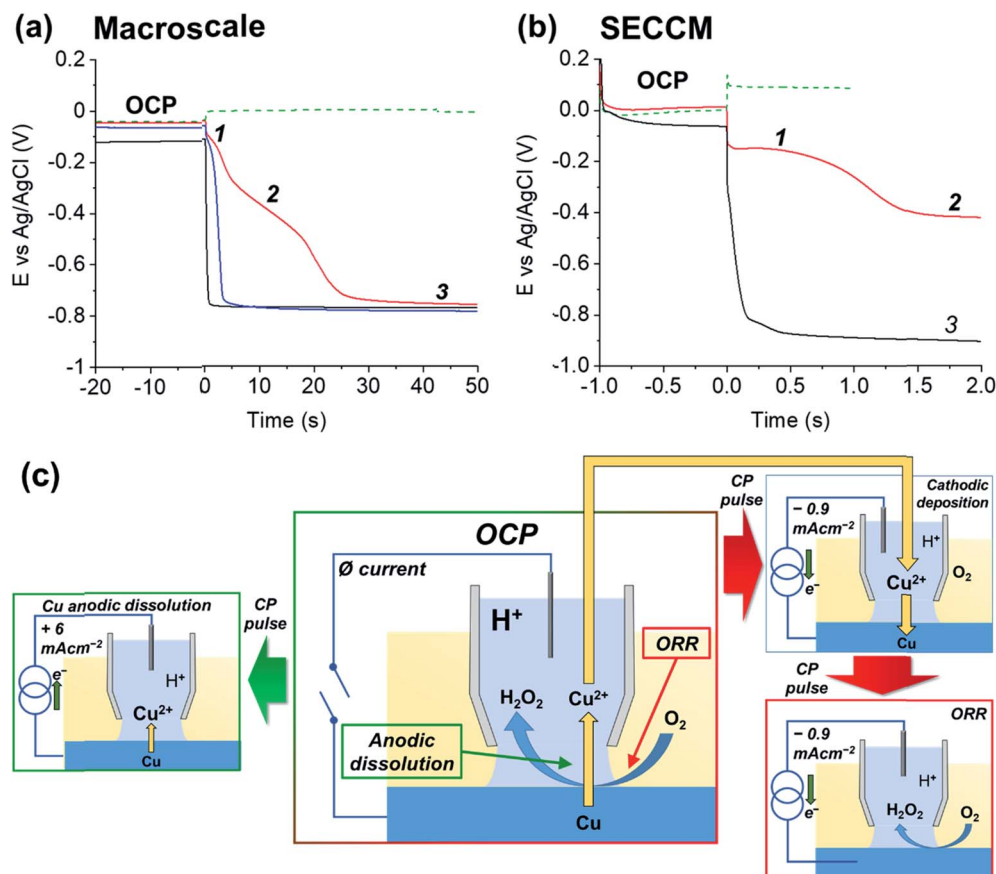 (a) Macroscale
E vs Ag/AgCl (V)
0.2
0
-0.2
-0.4
-0.6
-0.8
-1
OCP
1
2
3
-20
-10
0
10
20
30
40
50
Time (s)
(b) SECCM
E vs Ag/AgCl (V)
0.2
0.0
-0.2
-0.4
-0.6
-0.8
-1.0
OCP
1
2
3
-1.0
-0.5
0.0
0.5
1.0
1.5
2.0
Time (s)
(c)
Cu anodic dissolution
+ 6
mAcm⁻²
e⁻
H⁺
Cu²⁺
Cu
CP
pulse
OCP
Ø current
H⁺
ORR
H₂O₂
Cu²⁺
O₂
Anodic
dissolution
Cu
CP
pulse
Cathodic
deposition
− 0.9
mAcm⁻²
H⁺
e⁻
Cu²⁺
O₂
Cu
CP
pulse
ORR
− 0.9
mAcm⁻²
e⁻
H⁺
H₂O₂
O₂